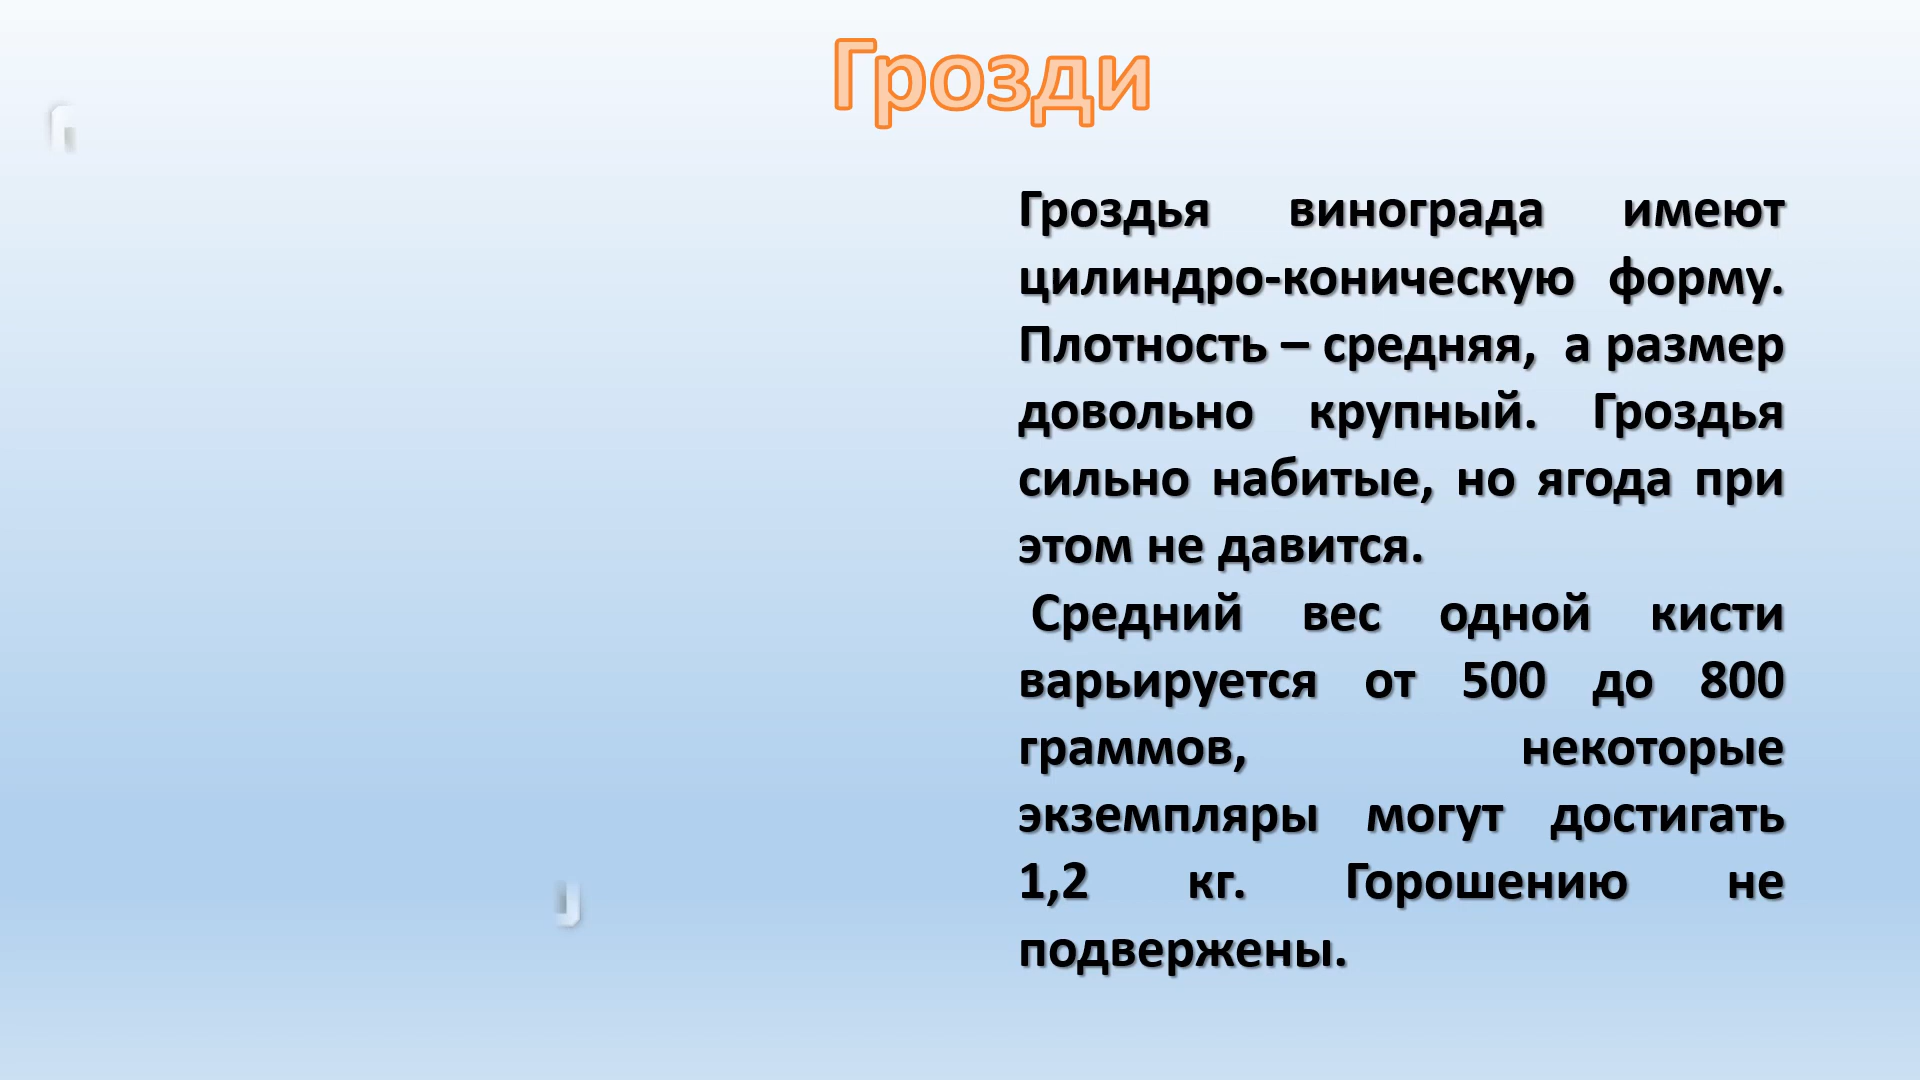 Грозди
Гроздья винограда имеют
цилиндро-коническую форму.
Плотность – средняя, а размер
довольно крупный. Гроздья
сильно набитые, но ягода при
этом не давится.
Средний вес одной кисти
варьируется от 500 до 800
граммов, некоторые
экземпляры могут достигать
1,2 кг. Горошению не
подвержены.